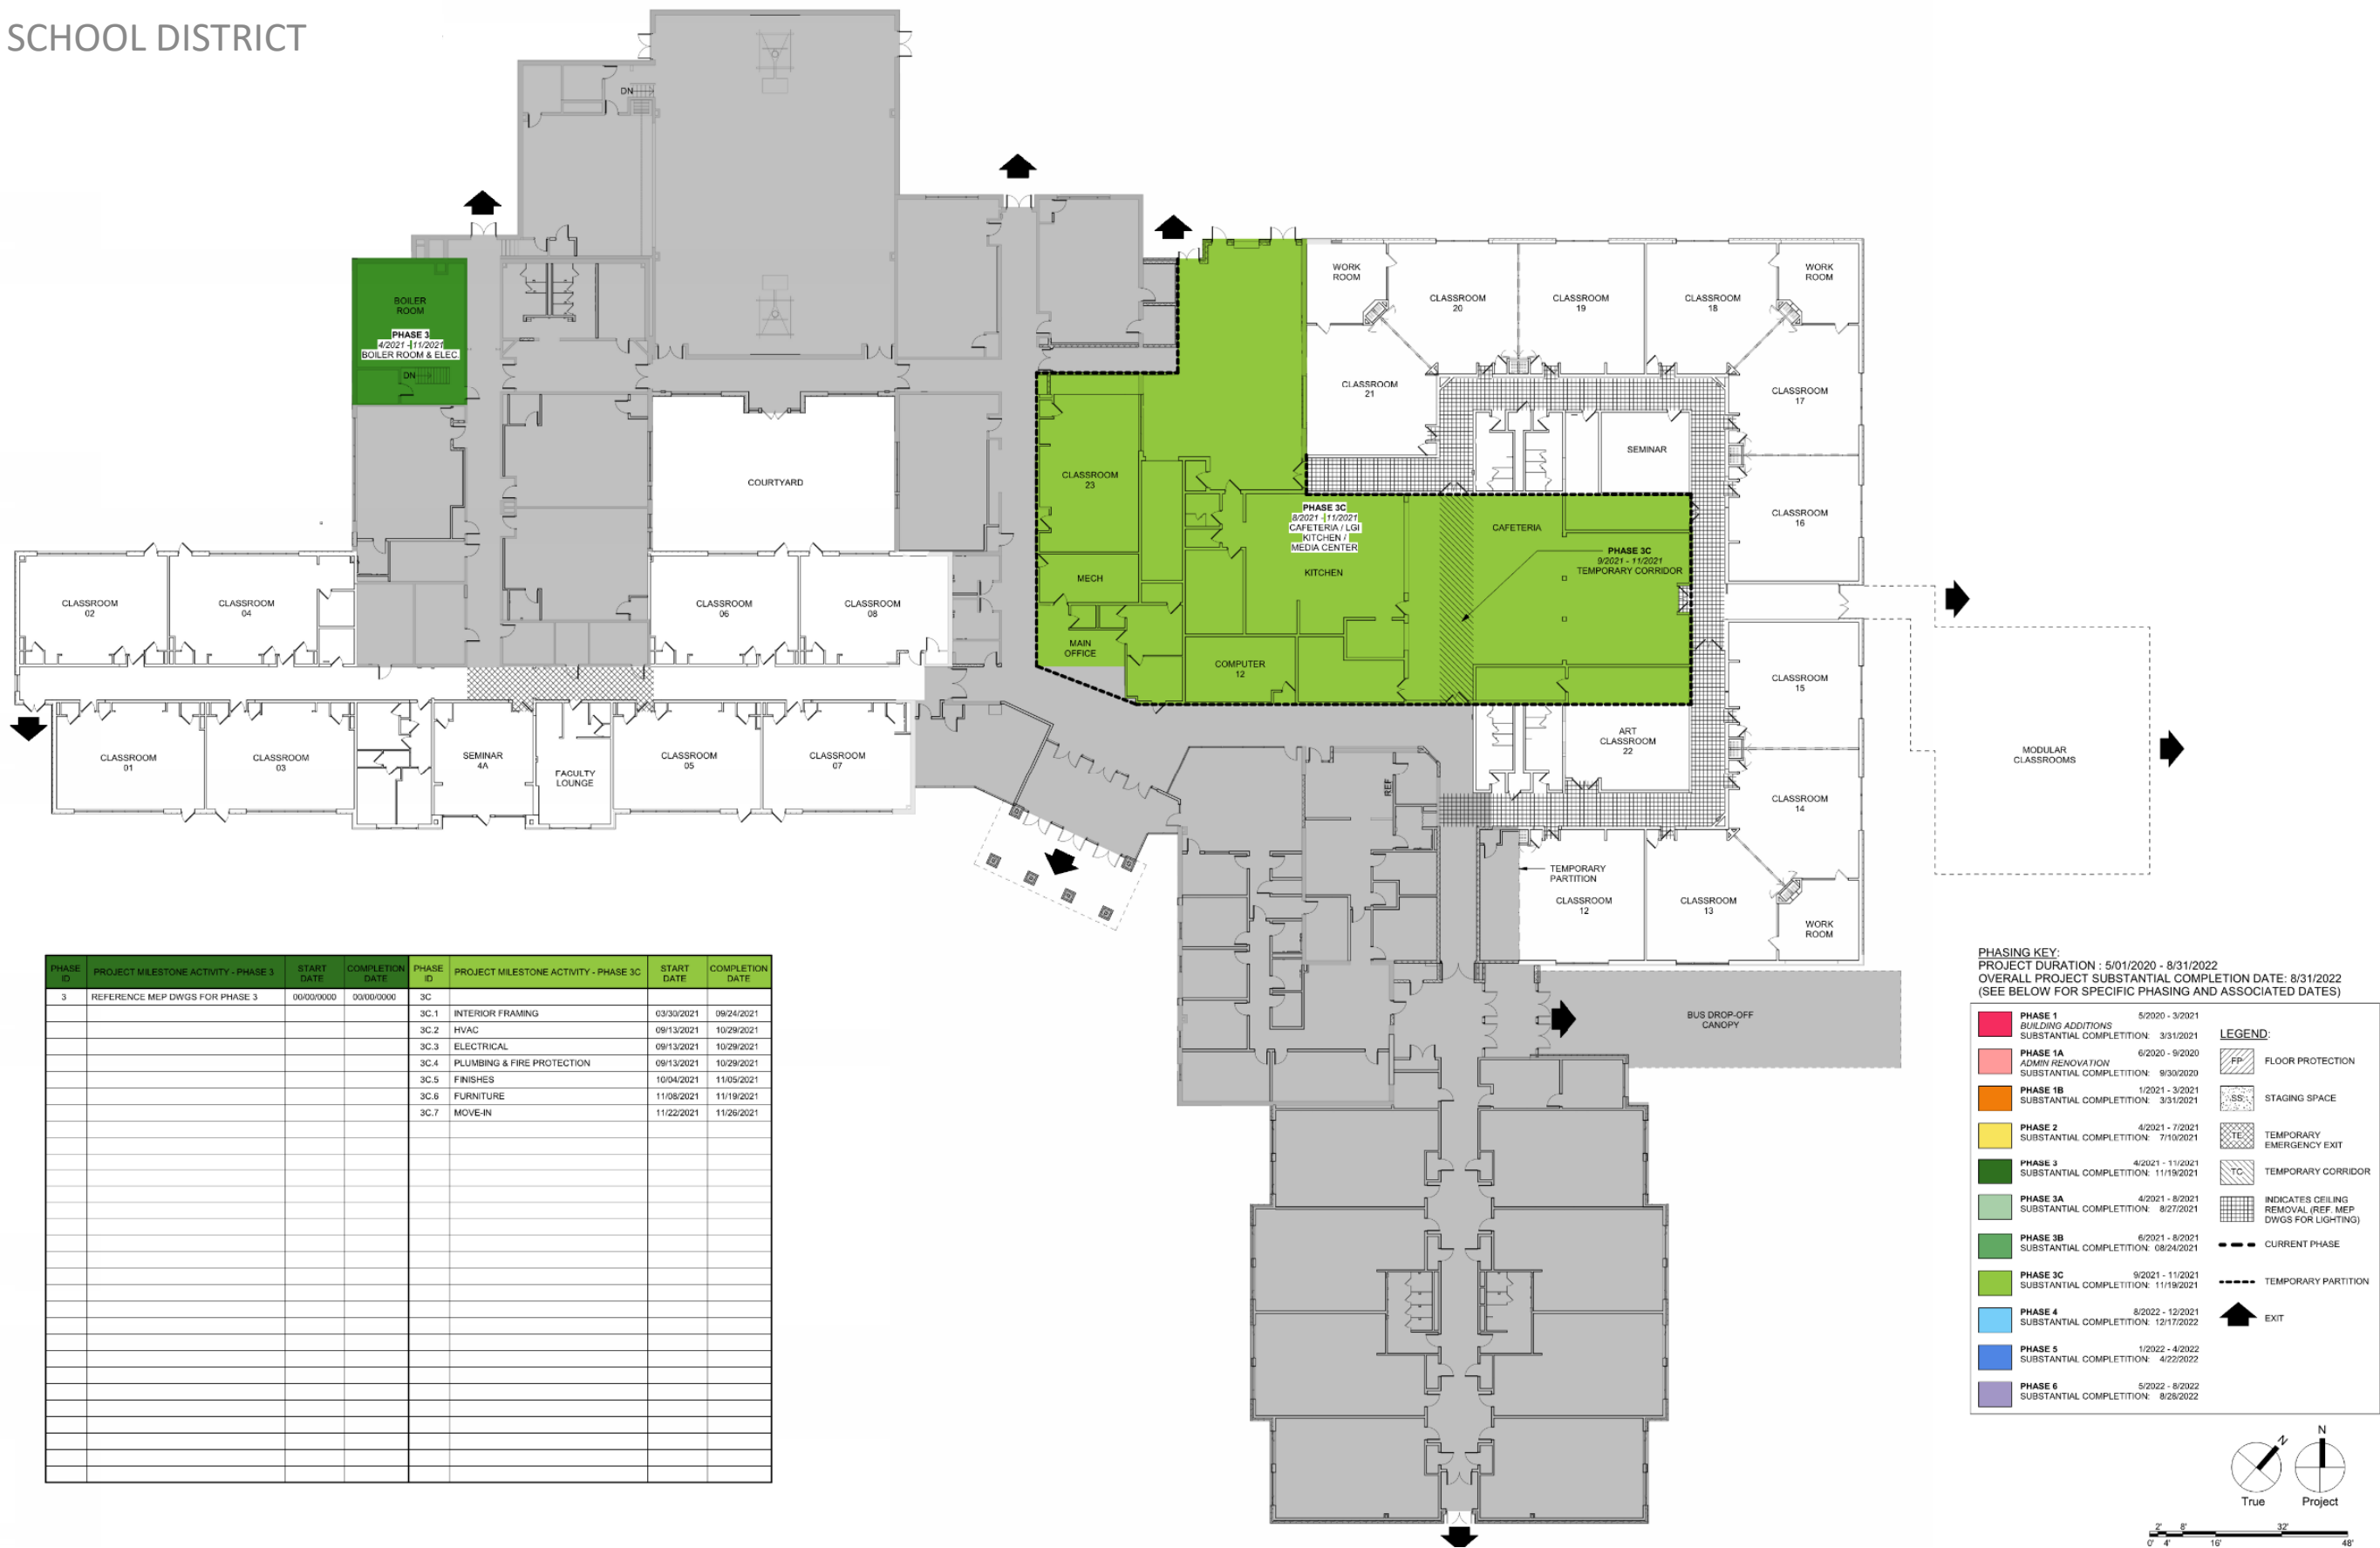 SCHOOL DISTRICT
DN
BOILER
ROOM
PHASE 3
4/2021 - 11/2021
BOILER ROOM & ELEC.
DN
COURTYARD
CLASSROOM
02
CLASSROOM
04
CLASSROOM
06
CLASSROOM
08
CLASSROOM
01
CLASSROOM
03
SEMINAR
4A
FACULTY
LOUNGE
CLASSROOM
05
CLASSROOM
07
CLASSROOM
23
MECH
MAIN
OFFICE
COMPUTER
12
PHASE 3C
8/2021 - 11/2021
CAFETERIA / LGI
KITCHEN /
MEDIA CENTER
KITCHEN
CAFETERIA
PHASE 3C
9/2021 - 11/2021
TEMPORARY CORRIDOR
WORK
ROOM
CLASSROOM
20
CLASSROOM
19
CLASSROOM
18
WORK
ROOM
CLASSROOM
21
CLASSROOM
17
SEMINAR
CLASSROOM
16
CLASSROOM
15
ART
CLASSROOM
22
CLASSROOM
14
MODULAR
CLASSROOMS
REF
TEMPORARY
PARTITION
CLASSROOM
12
CLASSROOM
13
WORK
ROOM
BUS DROP-OFF
CANOPY
PHASE ID PROJECT MILESTONE ACTIVITY - PHASE 3 START DATE COMPLETION DATE PHASE ID PROJECT MILESTONE ACTIVITY - PHASE 3C START DATE COMPLETION DATE
3 REFERENCE MEP DWGS FOR PHASE 3 00/00/0000 00/00/0000 3C
3C.1 INTERIOR FRAMING 03/30/2021 09/24/2021
3C.2 HVAC 09/13/2021 10/29/2021
3C.3 ELECTRICAL 09/13/2021 10/29/2021
3C.4 PLUMBING & FIRE PROTECTION 09/13/2021 10/29/2021
3C.5 FINISHES 10/04/2021 11/05/2021
3C.6 FURNITURE 11/08/2021 11/19/2021
3C.7 MOVE-IN 11/22/2021 11/26/2021
PHASING KEY:
PROJECT DURATION : 5/01/2020 - 8/31/2022
OVERALL PROJECT SUBSTANTIAL COMPLETION DATE: 8/31/2022
(SEE BELOW FOR SPECIFIC PHASING AND ASSOCIATED DATES)
PHASE 1 5/2020 - 3/2021
BUILDING ADDITIONS
SUBSTANTIAL COMPLETITION: 3/31/2021
PHASE 1A 6/2020 - 9/2020
ADMIN RENOVATION
SUBSTANTIAL COMPLETITION: 9/30/2020
PHASE 1B 1/2021 - 3/2021
SUBSTANTIAL COMPLETITION: 3/31/2021
PHASE 2 4/2021 - 7/2021
SUBSTANTIAL COMPLETITION: 7/10/2021
PHASE 3 4/2021 - 11/2021
SUBSTANTIAL COMPLETITION: 11/19/2021
PHASE 3A 4/2021 - 8/2021
SUBSTANTIAL COMPLETITION: 8/27/2021
PHASE 3B 6/2021 - 8/2021
SUBSTANTIAL COMPLETITION: 08/24/2021
PHASE 3C 9/2021 - 11/2021
SUBSTANTIAL COMPLETITION: 11/19/2021
PHASE 4 8/2022 - 12/2021
SUBSTANTIAL COMPLETITION: 12/17/2022
PHASE 5 1/2022 - 4/2022
SUBSTANTIAL COMPLETITION: 4/22/2022
PHASE 6 5/2022 - 8/2022
SUBSTANTIAL COMPLETITION: 8/28/2022
LEGEND:
FP FLOOR PROTECTION
SS STAGING SPACE
TE TEMPORARY
EMERGENCY EXIT
TC TEMPORARY CORRIDOR
INDICATES CEILING
REMOVAL (REF. MEP
DWGS FOR LIGHTING)
CURRENT PHASE
TEMPORARY PARTITION
EXIT
N
N
True
Project
2' 8' 32'
0' 4' 16' 48'